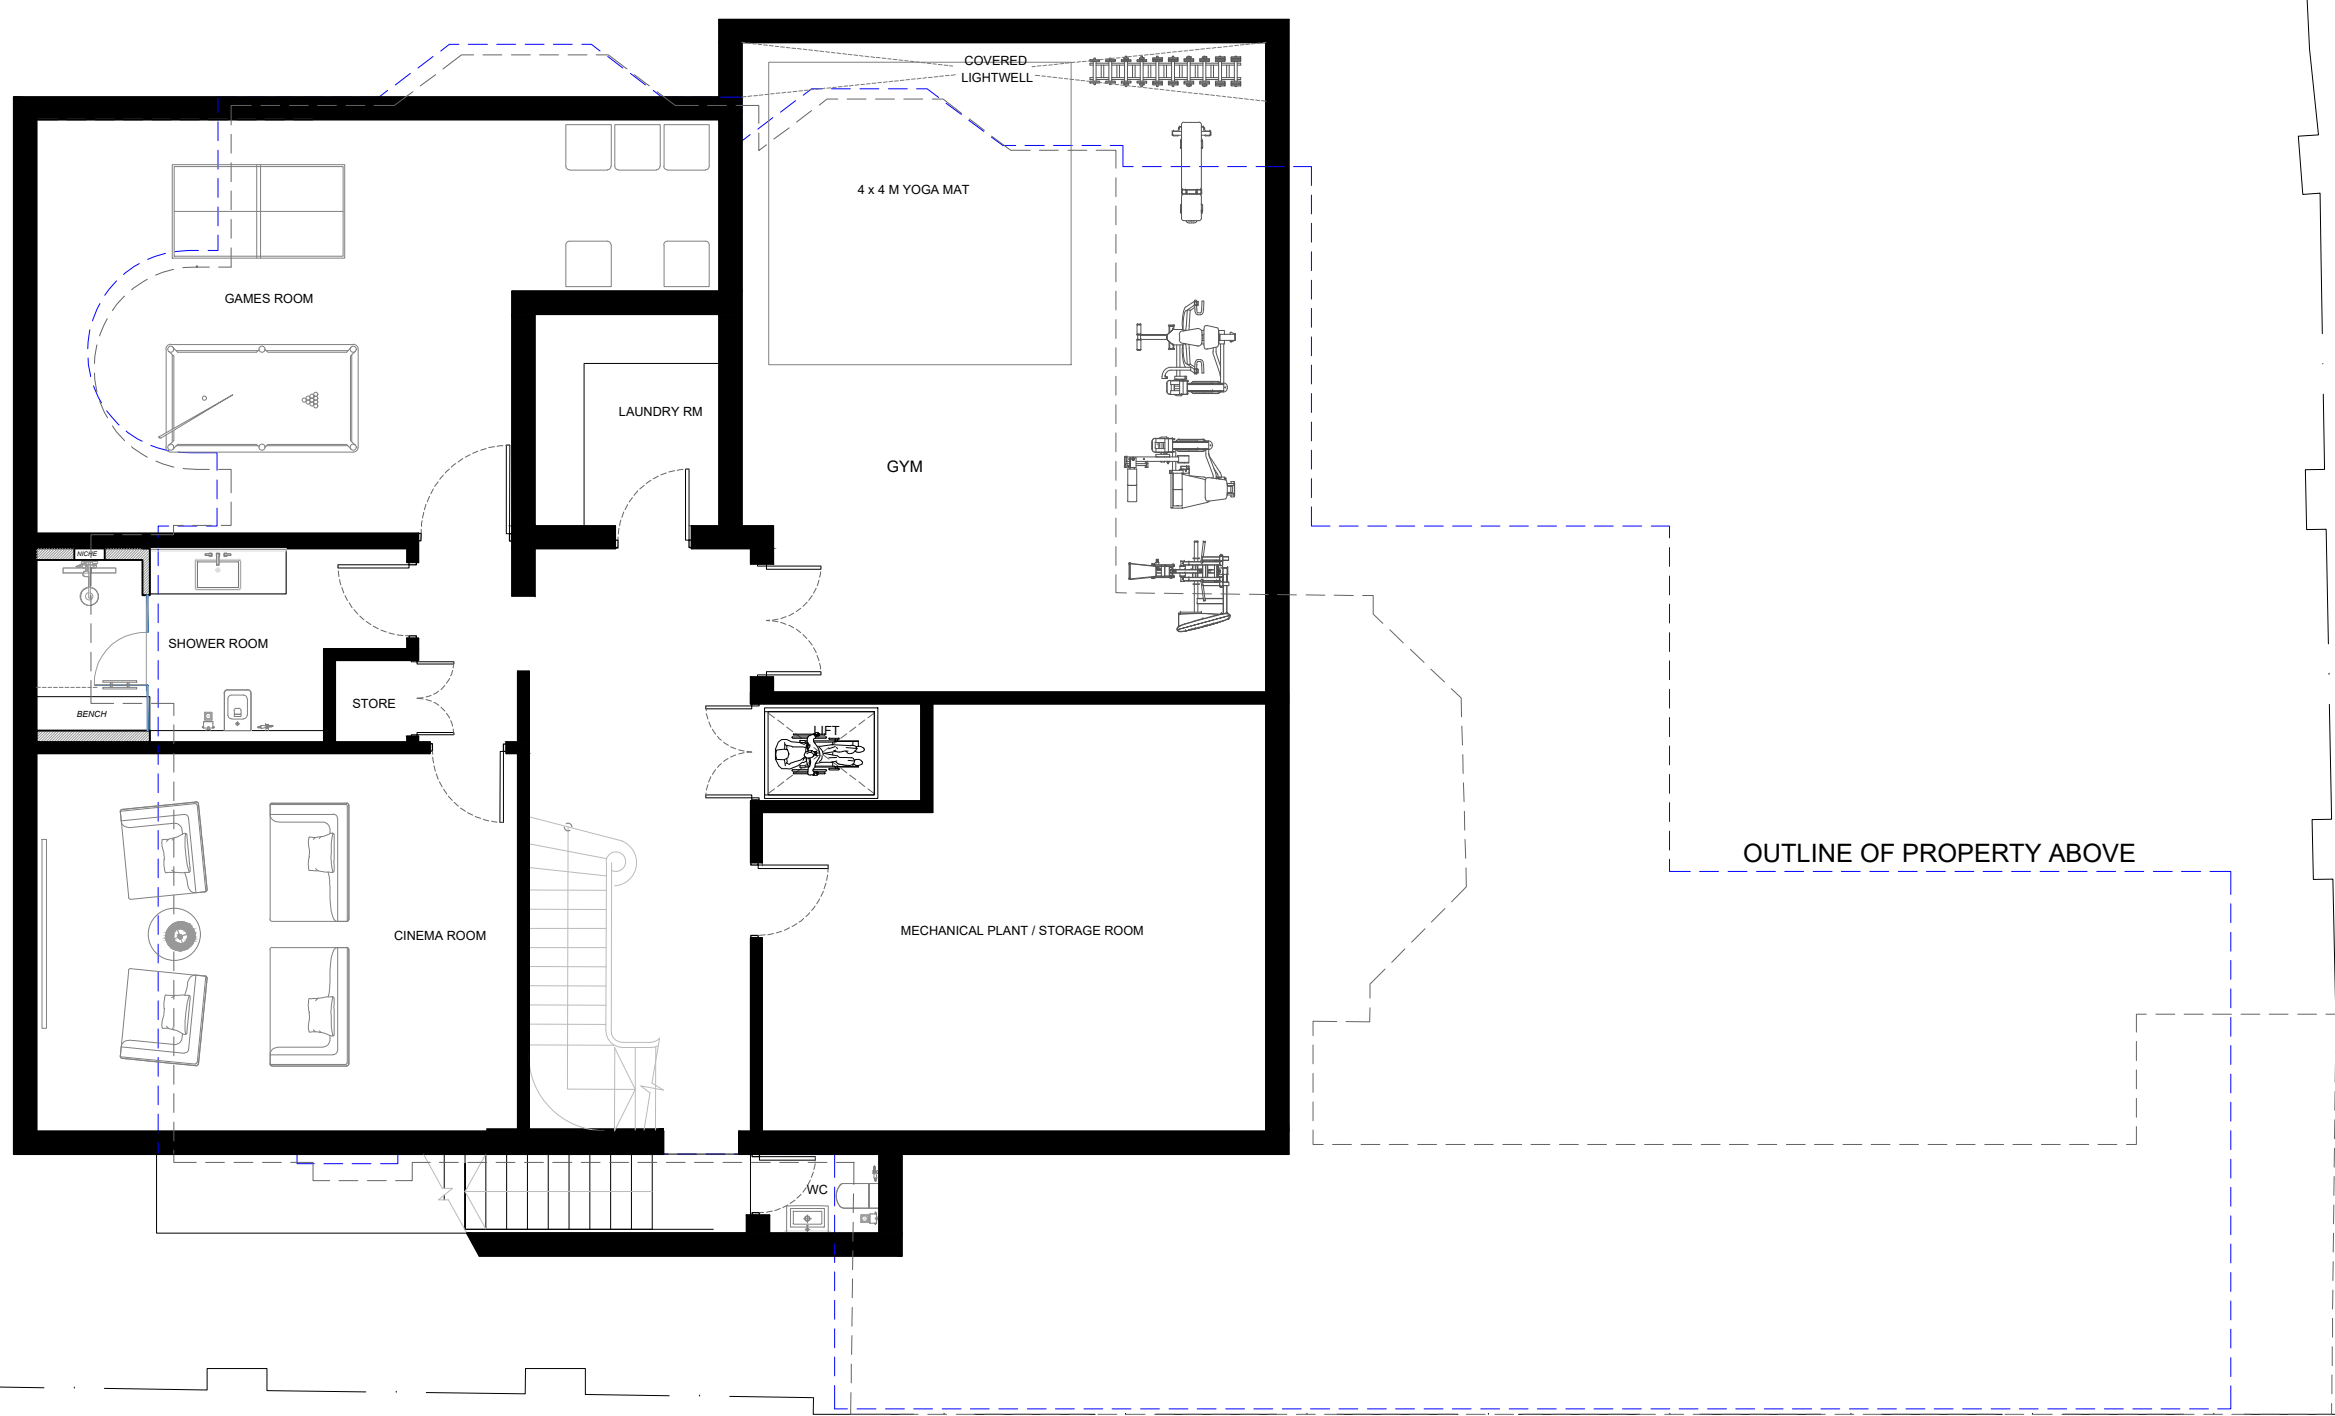 COVERED
LIGHTWELL
4 x 4 M YOGA MAT
GAMES ROOM
LAUNDRY RM
GYM
NICHE
SHOWER ROOM
STORE
BENCH
LIFT
OUTLINE OF PROPERTY ABOVE
CINEMA ROOM
MECHANICAL PLANT / STORAGE ROOM
WC